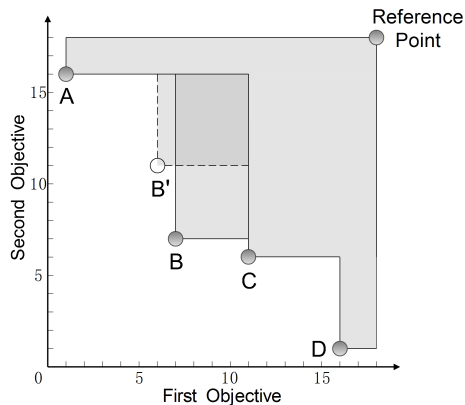 Reference
Point
A
15
B'
10
B
C
5
D
0
5
10
15
First Objective
Second Objective